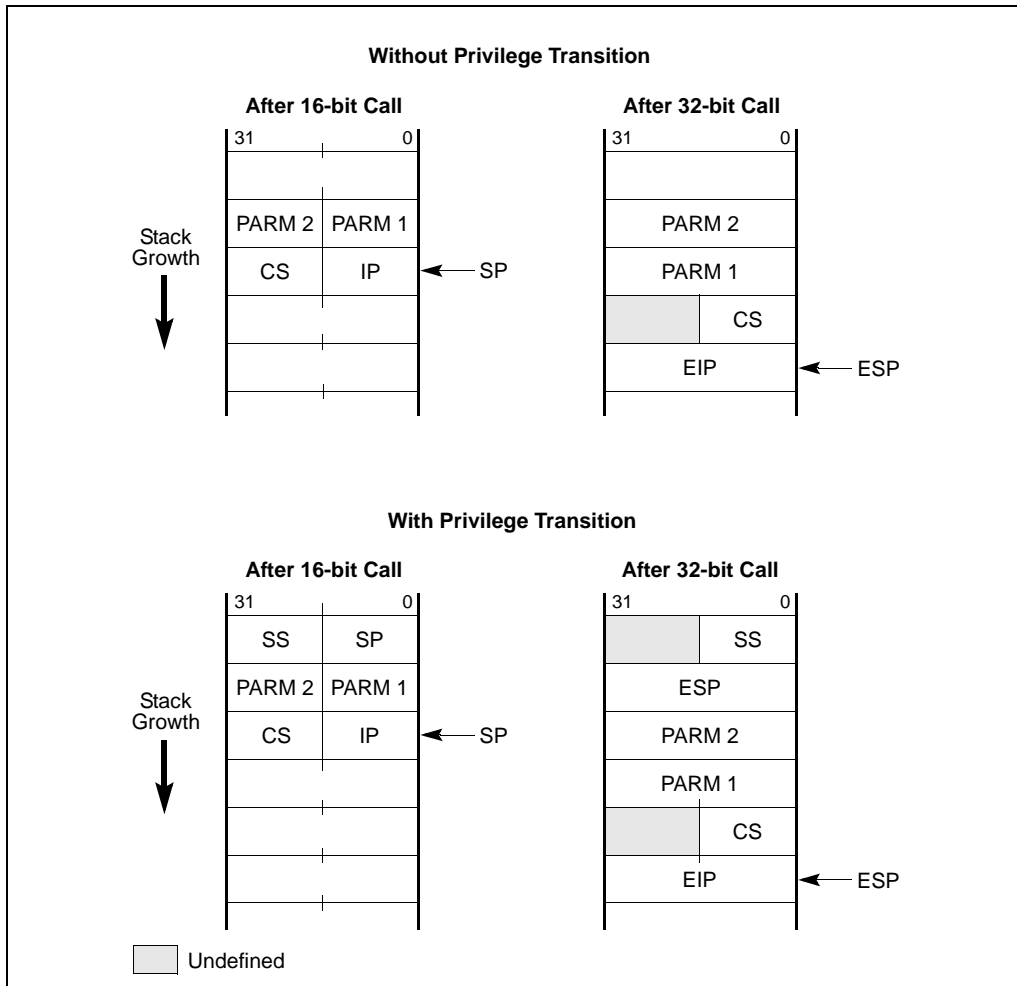 Without Privilege Transition
After 16-bit Call
After 32-bit Call
31 0
31 0
PARM 2 PARM 1
PARM 2
Stack
Growth
CS IP
SP
PARM 1
CS
EIP
ESP
With Privilege Transition
After 16-bit Call
After 32-bit Call
31 0
31 0
SS SP
SS
PARM 2 PARM 1
ESP
Stack
Growth
CS IP
SP
PARM 2
PARM 1
CS
EIP
ESP
Undefined